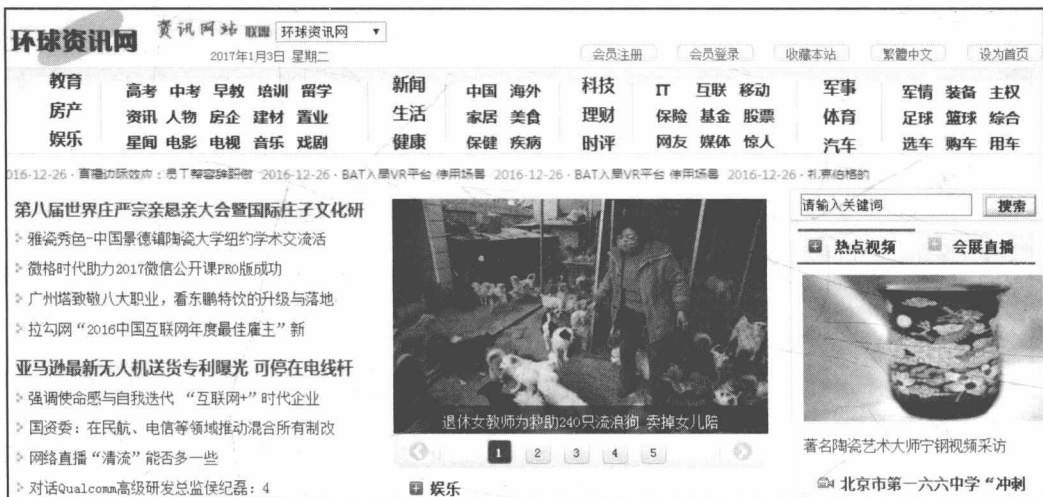 环球资讯网 资讯网站 联盟 环球资讯网
2017年1月3日 星期二
会员注册 会员登录 收藏本站 繁體中文 设为首页
教育 高考 中考 早教 培训 留学
房产 资讯 人物 房企 建材 置业
娱乐 星闻 电影 电视 音乐 戏剧
新闻 中国 海外
生活 家居 美食
健康 保健 疾病
科技 IT 互联 移动
理财 保险 基金 股票
时评 网友 媒体 惊人
军事 军情 装备 主权
体育 足球 篮球 综合
汽车 选车 购车 用车
016-12-26 · 直播边际效应：员工整容辞职做 2016-12-26 · BAT入局VR平台 使用场景 2016-12-26 · BAT入局VR平台 使用场景 2016-12-26 · 扎克伯格的
第八届世界庄严宗亲恳亲大会暨国际庄子文化研
雅瓷秀色-中国景德镇陶瓷大学纽约学术交流活
微格时代助力2017微信公开课PRO版成功
广州塔致敬八大职业，看东鹏特饮的升级与落地
拉勾网“2016中国互联网年度最佳雇主”新
亚马逊最新无人机送货专利曝光 可停在电线杆
强调使命感与自我迭代 “互联网+”时代企业
国资委：在民航、电信等领域推动混合所有制改
网络直播“清流”能否多一些
对话Qualcomm高级研发总监侯纪磊：4
退休女教师为救助240只流浪狗 卖掉女儿陪
1 2 3 4 5
娱乐
请输入关键词 搜索
热点视频 会展直播
著名陶瓷艺术大师宁钢视频采访
北京市第一六六中学“冲刺